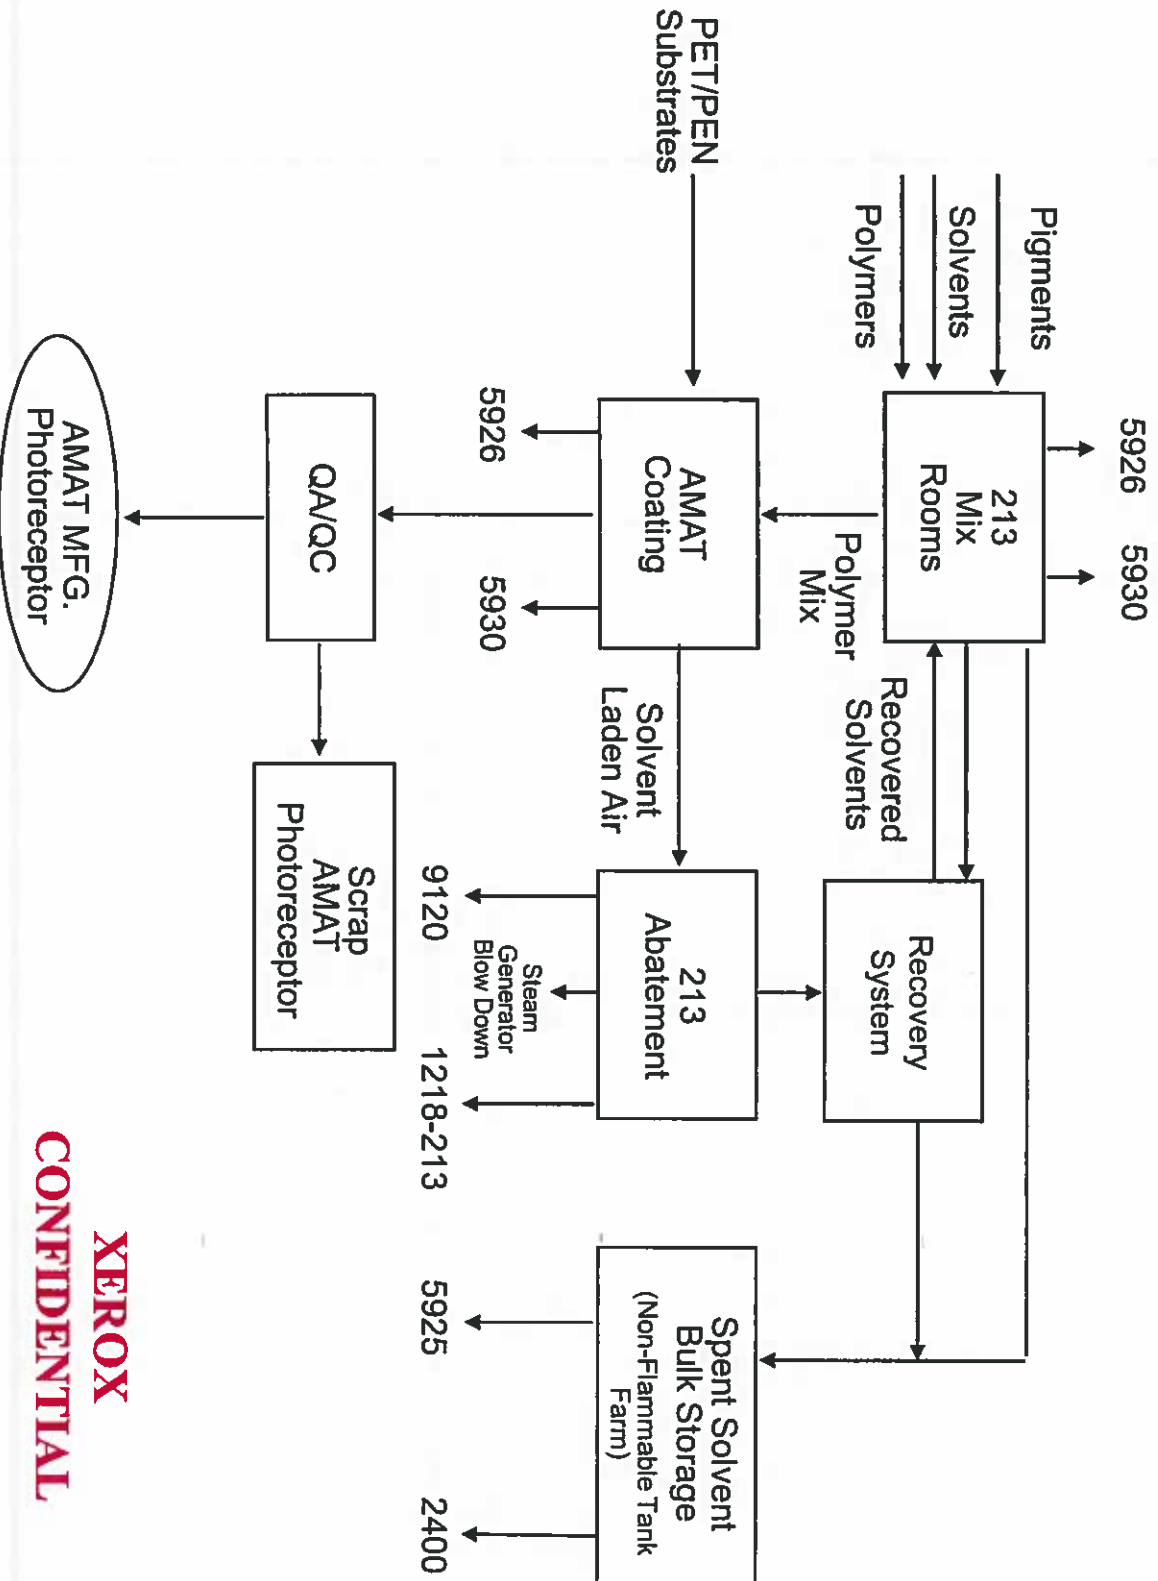 5926
5930
Pigments
Solvents
Polymers
213
Mix
Rooms
Recovered
Solvents
Recovery
System
Polymer
Mix
PET/PEN
Substrates
AMAT
Coating
Solvent
Laden Air
213
Abatement
Spent Solvent
Bulk Storage
(Non-Flammable Tank
Farm)
5926
5930
9120
Steam
Generator
Blow Down
1218-213
5925
2400
QA/QC
Scrap
AMAT
Photoreceptor
AMAT MFG.
Photoreceptor
XEROX
CONFIDENTIAL